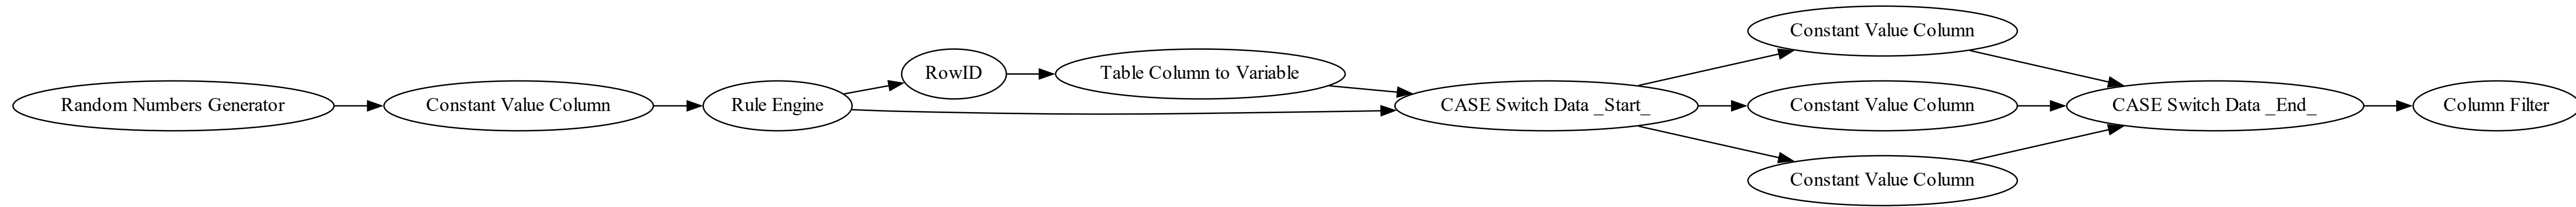 Random Numbers Generator
Constant Value Column
Rule Engine
RowID
Table Column to Variable
CASE Switch Data _Start_
Constant Value Column
Constant Value Column
Constant Value Column
CASE Switch Data _End_
Column Filter